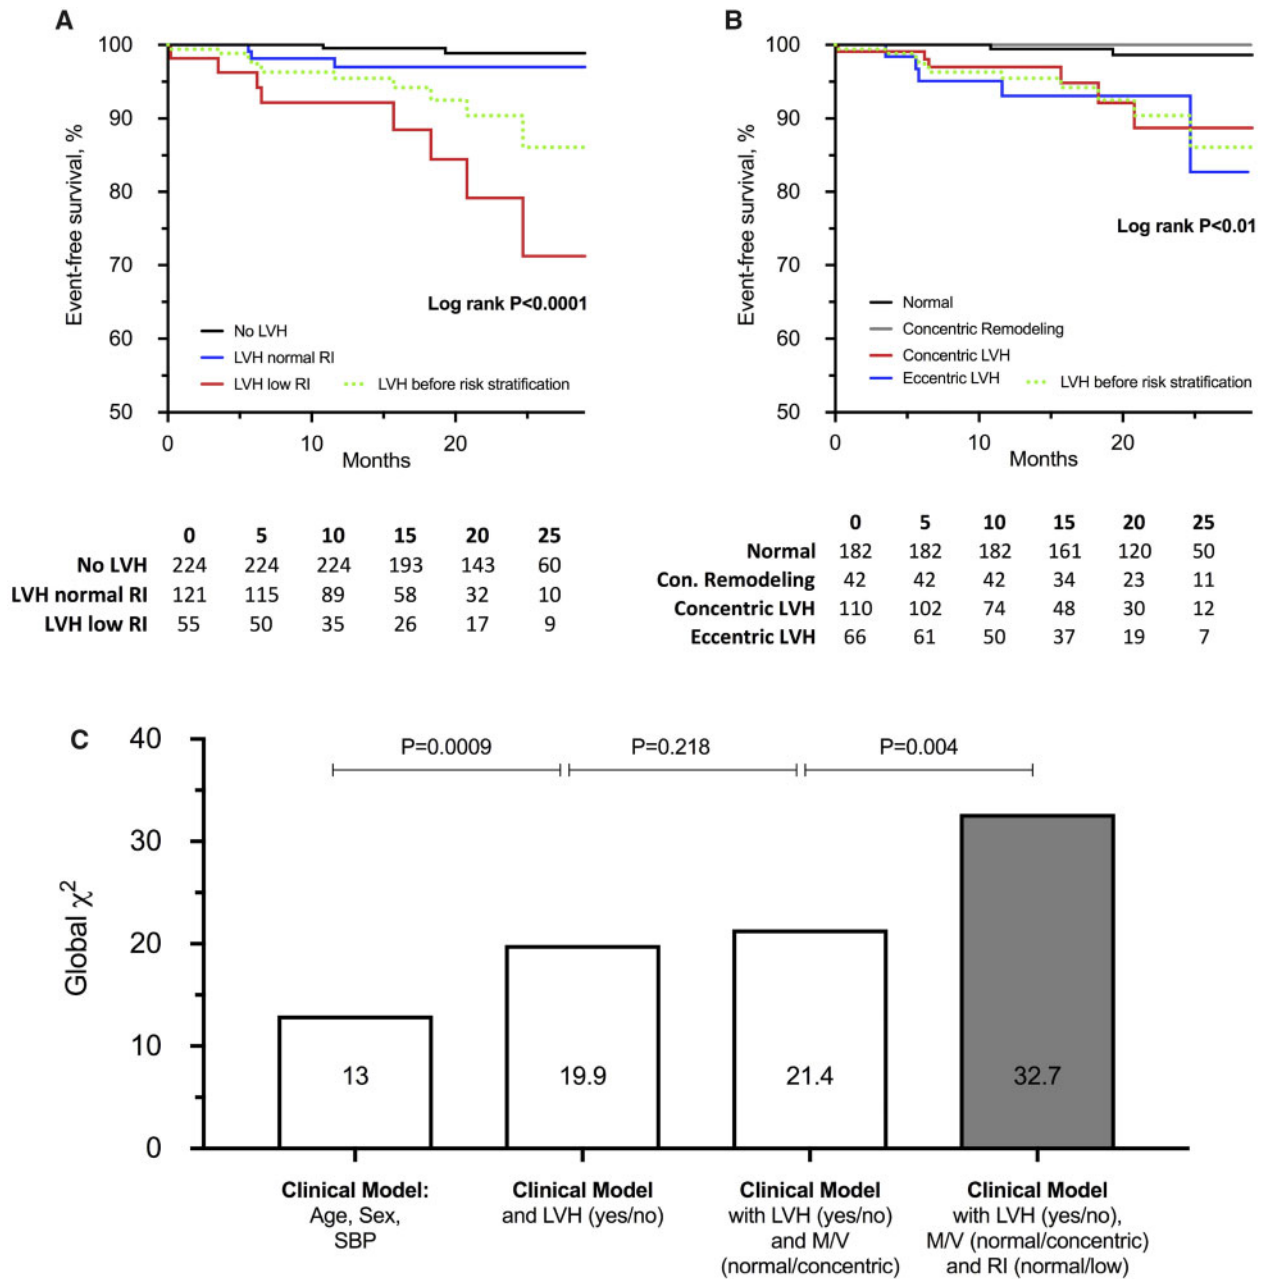 A
Event-free survival, %
100
90
80
70
60
50
Log rank P<0.0001
No LVH
LVH normal RI
LVH low RI LVH before risk stratification
0 10 20
Months
0 5 10 15 20 25
No LVH 224 224 224 193 143 60
LVH normal RI 121 115 89 58 32 10
LVH low RI 55 50 35 26 17 9
B
Event-free survival, %
100
90
80
70
60
50
Log rank P<0.01
Normal
Concentric Remodeling
Concentric LVH
Eccentric LVH LVH before risk stratification
0 10 20
Months
0 5 10 15 20 25
Normal 182 182 182 161 120 50
Con. Remodeling 42 42 42 34 23 11
Concentric LVH 110 102 74 48 30 12
Eccentric LVH 66 61 50 37 19 7
C
Global χ2
40
30
20
10
0
P=0.0009 P=0.218 P=0.004
13 19.9 21.4 32.7
Clinical Model:
Age, Sex,
SBP
Clinical Model
and LVH (yes/no)
Clinical Model
with LVH (yes/no)
and M/V
(normal/concentric)
Clinical Model
with LVH (yes/no),
M/V (normal/concentric)
and RI (normal/low)